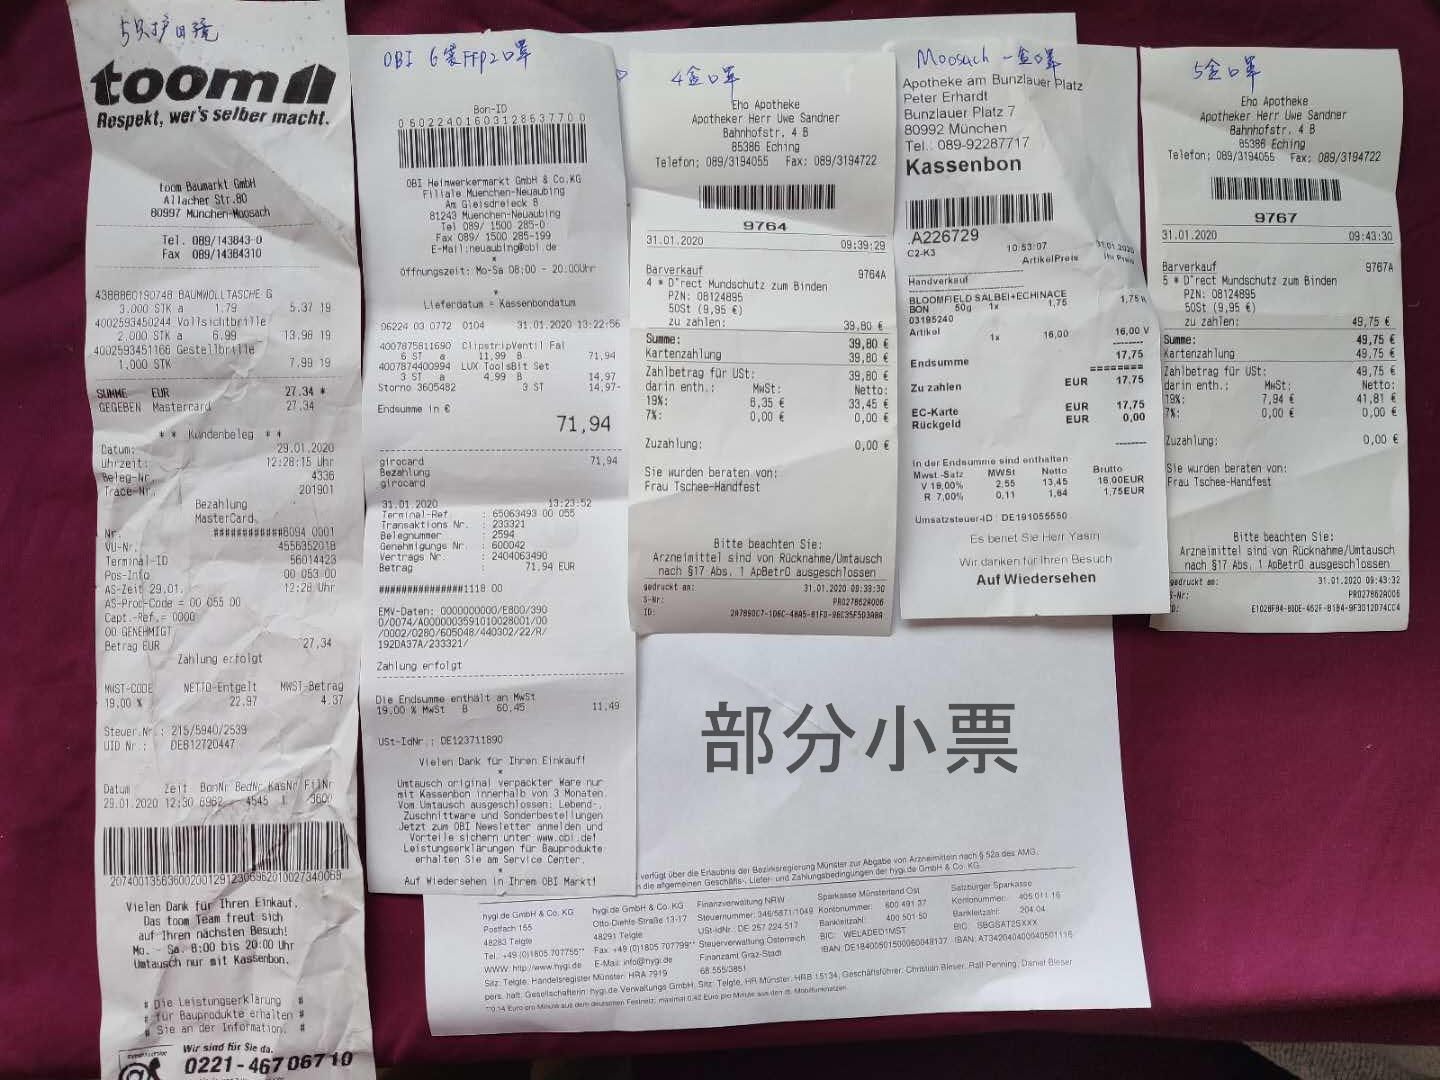 5只护目镜
toom
Respekt, wer's selber macht.
toom Baumarkt GmbH
Allacher Str.80
80997 München-Moosach
Tel. 089/143843-0
Fax 089/14384310
4388860190748 BAUMWOLLTASCHE G
3.000 STK a 1.79 5.37 19
4002593450244 Vollsichtbrille
2.000 STK a 6.99 13.98 19
4002593451166 Gestellbrille
1,000 STK 7.99 19
SUMME EUR 27.34 *
GEGEBEN Mastercard 27.34
* * Kundenbeleg * *
Datum: 29.01.2020
Uhrzeit: 12:28:15 Uhr
Beleg-Nr. 4336
Trace-Nr. 201901
Bezahlung
MasterCard
Nr. ############8094 0001
VU-Nr. 4556352018
Terminal-ID 56014423
Pos-Info 00 053 00
AS-Zeit 29.01. 12:28 Uhr
AS-Proc-Code = 00 055 00
Capt.-Ref.= 0000
00 GENEHMIGT
Betrag EUR 27,34
Zahlung erfolgt
MWST-CODE NETTO-Entgelt MWST-Betrag
19.00 % 22.97 4.37
Steuer.Nr.: 215/5940/2539
UID Nr.: DE812720447
Datum Zeit BonNr BedNr KasNr FilNr
29.01.2020 12:30 6962 4545 1 3600
Vielen Dank für Ihren Einkauf.
Das toom Team freut sich
auf Ihren nächsten Besuch!
Mo. - Sa. 8:00 bis 20:00 Uhr
Umtausch nur mit Kassenbon.
# Die Leistungserklärung #
# für Bauprodukte erhalten #
# Sie an der Information. #
Wir sind für Sie da.
0221-46706710
OBI 6袋FFp2口罩
Bon-ID
0602240160312863 7700
OBI Heimwerkermarkt GmbH & Co.KG
Filiale Muenchen-Neuaubing
Am Gleisdreieck 8
81243 Muenchen-Neuaubing
Tel 089/ 1500 285-0
Fax 089/ 1500 285-199
E-Mail:neuaubing@obi.de
*
Öffnungszeit: Mo-Sa 08:00 - 20:00Uhr
*
Lieferdatum = Kassenbondatum
06224 03 0772 0104 31.01.2020 13:22:56
4007875811690 ClipstripVentil Fal
6 ST a 11,99 B 71,94
4007874400994 LUX ToolsBit Set
3 ST a 4.99 B 14,97
Storno 3605482 3 ST 14,97-
Endsumme in € 71,94
girocard 71,94
Bezahlung
girocard
31.01.2020 13:23:52
Terminal-Ref. : 65063493 00 055
Transaktions Nr. : 233321
Belegnummer : 2594
Genehmigungs Nr. : 600042
Vertrags Nr. : 2404063490
Betrag : 71,94 EUR
###############1118 00
EMV-Daten: 0000000000/E800/390
0/0074/A0000000359101002800 1/00
/0002/0280/605048/440302/22/R/
192DA37A/233321/
Zahlung erfolgt
Die Endsumme enthält an MwSt
19,00 % MwSt B 60,45 11,49
USt-IdNr.: DE123711890
Vielen Dank für Ihren Einkauf!
*
Umtausch original verpackter Ware nur
mit Kassenbon innerhalb von 3 Monaten.
Vom Umtausch ausgeschlossen: Lebend-,
Zuschnittware und Sonderbestellungen
Jetzt zum OBI Newsletter anmelden und
Vorteile sichern unter www.obi.de!
Leistungserklärungen für Bauprodukte
erhalten Sie am Service Center.
*
Auf Wiedersehen in Ihrem OBI Markt!
4盒口罩
Eho Apotheke
Apotheker Herr Uwe Sandner
Bahnhofstr. 4 B
85386 Eching
Telefon: 089/3194055 Fax: 089/3194722
9764
31.01.2020 09:39:29
Barverkauf 9764A
4 * D°rect Mundschutz zum Binden
PZN: 08124895
50St (9,95 €)
zu zahlen: 39,80 €
Summe: 39,80 €
Kartenzahlung 39,80 €
Zahlbetrag für USt: 39,80 €
darin enth.: MwSt: Netto:
19%: 6,35 € 33,45 €
7%: 0,00 € 0,00 €
Zuzahlung: 0,00 €
Sie wurden beraten von:
Frau Tschee-Handfest
Bitte beachten Sie:
Arzneimittel sind von Rücknahme/Umtausch
nach §17 Abs. 1 ApBetrO ausgeschlossen
gedruckt am: 31.01.2020 09:39:30
S-Nr: PR027862A006
ID:
Moosach 一盒口罩
Apotheke am Bunzlauer Platz
Peter Erhardt
Bunzlauer Platz 7
80992 München
Tel.: 089-92287717
Kassenbon
.A226729
C2-K3 10:53:07 31.01.2020
ArtikelPreis Ihr Preis
Handverkauf
BLOOMFIELD SALBEI+ECHINACE
BON 50g 1x 1,75 1,75 R
03195240
Artikel 1x 16,00 16,00 V
Endsumme 17,75
========
Zu zahlen EUR 17,75
EC-Karte EUR 17,75
Rückgeld EUR 0,00
In der Endsumme sind enthalten
Mwst.-Satz MWSt Netto Brutto
V 19,00% 2,55 13,45 16,00EUR
R 7,00% 0,11 1,64 1,75EUR
Umsatzsteuer-ID : DE191055550
Es beriet Sie Herr Yasin
Wir danken für Ihren Besuch
Auf Wiedersehen
5盒口罩
Eho Apotheke
Apotheker Herr Uwe Sandner
Bahnhofstr. 4 B
85386 Eching
Telefon: 089/3194055 Fax: 089/3194722
9767
31.01.2020 09:43:30
Barverkauf 9767A
5 * D°rect Mundschutz zum Binden
PZN: 08124895
50St (9,95 €)
zu zahlen: 49,75 €
Summe: 49,75 €
Kartenzahlung 49,75 €
Zahlbetrag für USt: 49,75 €
darin enth.: MwSt: Netto:
19%: 7,94 € 41,81 €
7%: 0,00 € 0,00 €
Zuzahlung: 0,00 €
Sie wurden beraten von:
Frau Tschee-Handfest
Bitte beachten Sie:
Arzneimittel sind von Rücknahme/Umtausch
nach §17 Abs. 1 ApBetrO ausgeschlossen
gedruckt am: 31.01.2020 09:43:32
S-Nr: PR027862A006
ID:
部分小票
verfügt über die Erlaubnis der Bezirksregierung Münster zur Abgabe von Arzneimitteln nach § 52a des AMG.
die allgemeinen Geschäfts-, Liefer- und Zahlungsbedingungen der hygi.de GmbH & Co. KG.
hygi.de GmbH & Co. KG
Postfach 155
48283 Telgte
Tel. +49 (0)1805 707755**
WWW: http://www.hygi.de
hygi.de GmbH & Co. KG
Otto-Diehls-Straße 13-17
48291 Telgte
Fax: +49 (0)1805 707799**
E-Mail: info@hygi.de
Finanzverwaltung NRW
Steuernummer: 346/5871/1049
USt-IdNr.: DE 257 224 517
Steuerverwaltung Österreich
Finanzamt Graz-Stadt
68 555/3851
Sparkasse Münsterland Ost
Kontonummer: 600 491 37
Bankleitzahl: 400 501 50
BIC: WELADED1MST
IBAN: DE18400501500060049137
Salzburger Sparkasse
Kontonummer: 405 011 16
Bankleitzahl: 204 04
BIC: SBGSAT2SXXX
IBAN: AT342040400040501116
Sitz: Telgte, Handelsregister Münster: HRA 7919
pers. haft. Gesellschafterin: hygi.de Verwaltungs GmbH, Sitz: Telgte, HR Münster, HRB 15134, Geschäftsführer: Christian Bleser, Ralf Penning, Daniel Bleser
**0,14 Euro pro Minute aus dem deutschen Festnetz, maximal 0,42 Euro pro Minute aus den dt. Mobilfunknetzen.